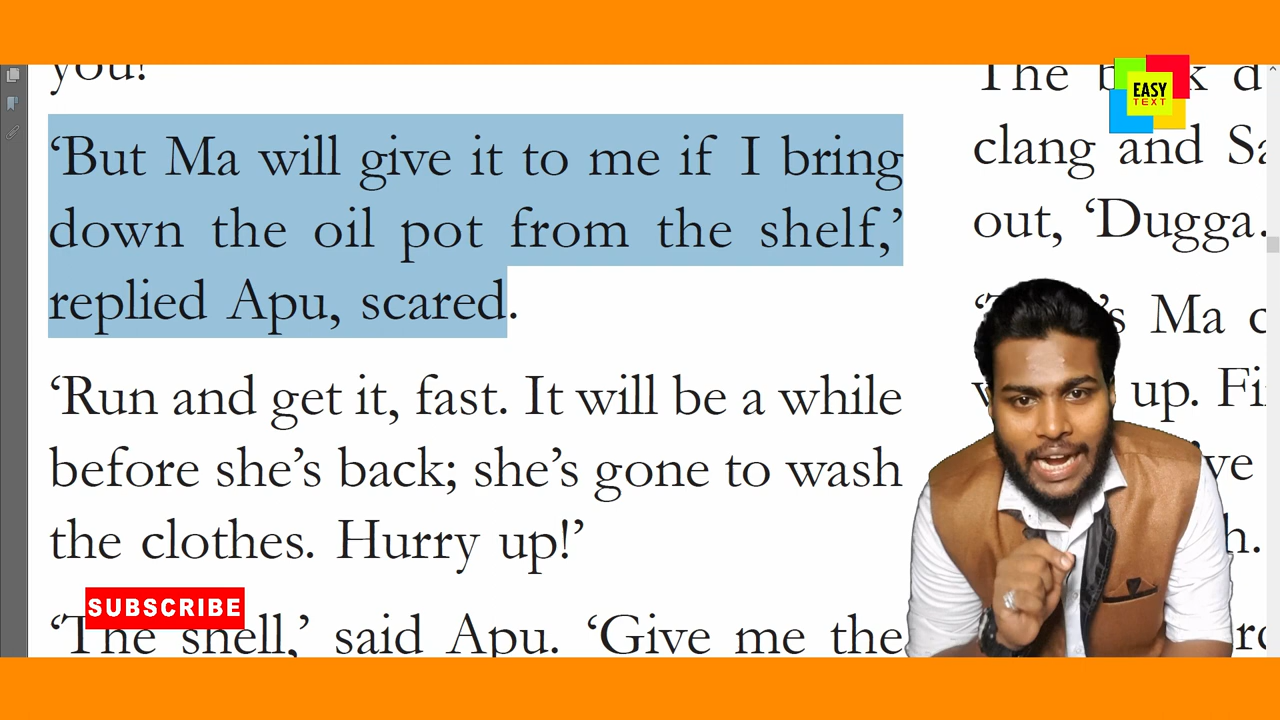 you!
‘But Ma will give it to me if I bring
down the oil pot from the shelf,’
replied Apu, scared.
‘Run and get it, fast. It will be a while
before she’s back; she’s gone to wash
the clothes. Hurry up!’
‘The shell,’ said Apu. ‘Give me the
The
clang and
out, ‘Dugga.
Ma
up.
EASY
TEXT
SUBSCRIBE